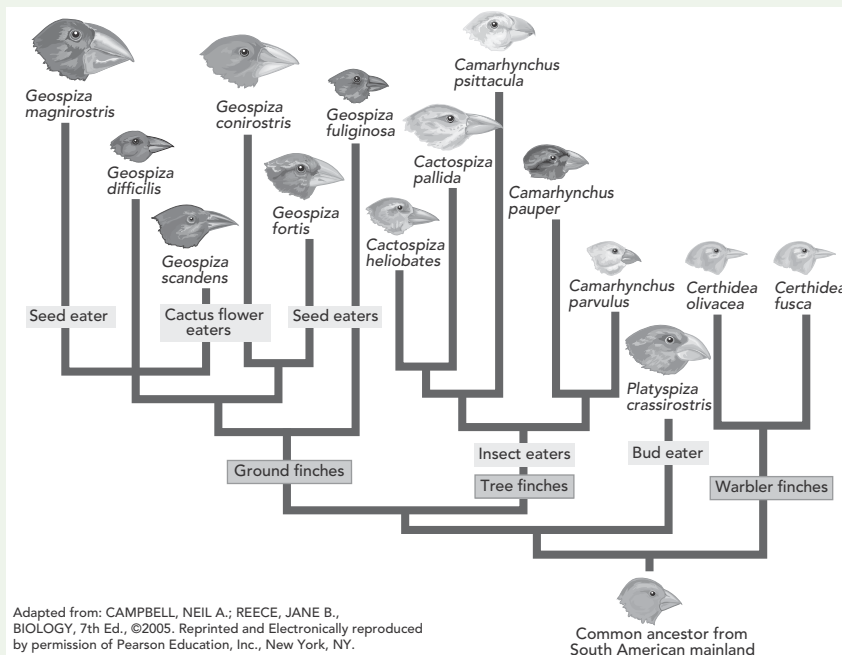 Geospiza
magnirostris
Geospiza
difficilis
Geospiza
scandens
Geospiza
conirostris
Geospiza
fortis
Geospiza
fuliginosa
Cactospiza
heliobates
Cactospiza
pallida
Camarhynchus
psittacula
Camarhynchus
pauper
Camarhynchus
parvulus
Platyspiza
crassirostris
Certhidea
olivacea
Certhidea
fusca
Seed eater
Cactus flower
eaters
Seed eaters
Ground finches
Insect eaters
Tree finches
Bud eater
Warbler finches
Common ancestor from
South American mainland
Adapted from: CAMPBELL, NEIL A.; REECE, JANE B.,
BIOLOGY, 7th Ed., ©2005. Reprinted and Electronically reproduced
by permission of Pearson Education, Inc., New York, NY.